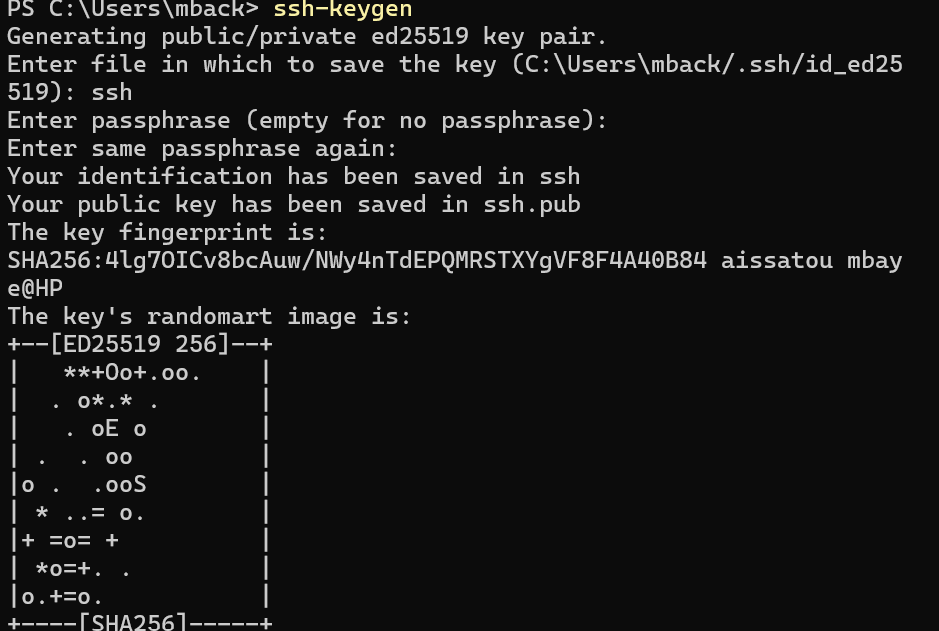 PS C:\Users\mback> ssh-keygen
Generating public/private ed25519 key pair.
Enter file in which to save the key (C:\Users\mback/.ssh/id_ed25
519): ssh
Enter passphrase (empty for no passphrase):
Enter same passphrase again:
Your identification has been saved in ssh
Your public key has been saved in ssh.pub
The key fingerprint is:
SHA256:4lg7OICv8bcAuw/NWy4nTdEPQMRSTXYgVF8F4A40B84 aissatou mbay
e@HP
The key's randomart image is:
+--[ED25519 256]--+
|   **+Oo+.oo.    |
|  . o*.* .       |
|   . oE o        |
| .  . oo         |
|o .  .ooS        |
| * ..= o.        |
|+ =o= +          |
| *o=+. .         |
|o.+=o.           |
+----[SHA256]-----+